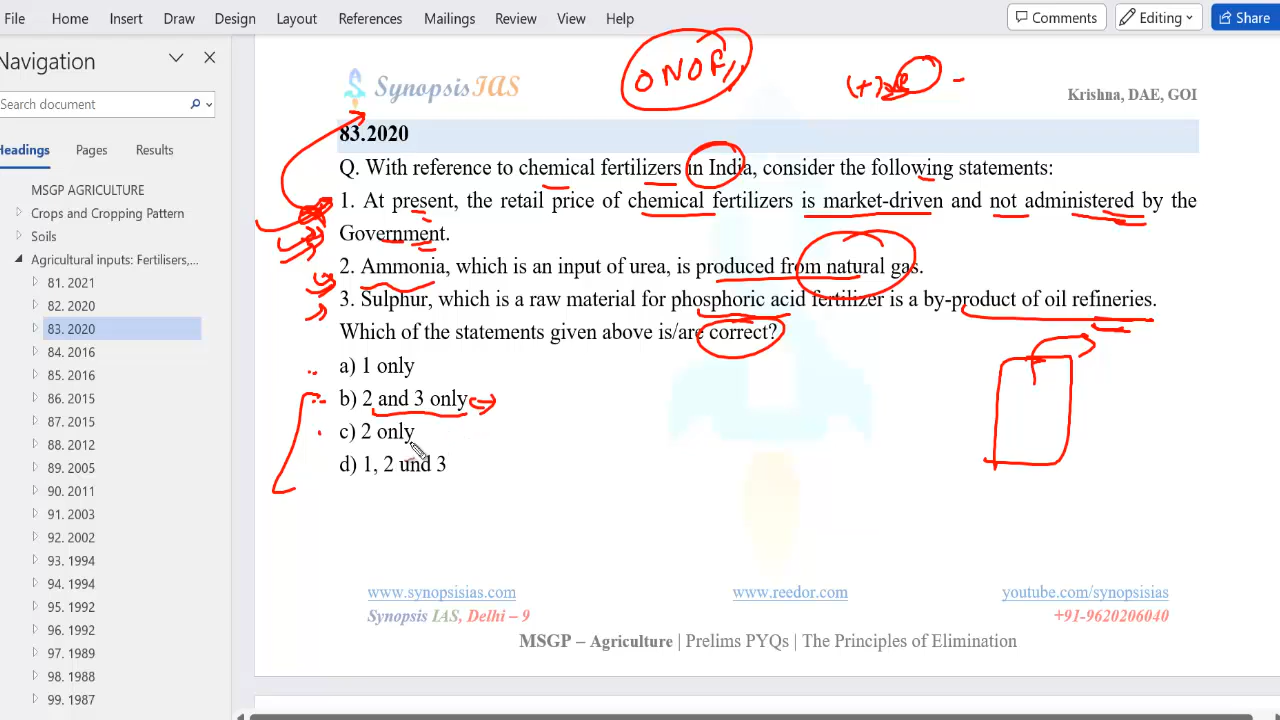 File Home Insert Draw Design Layout References Mailings Review View Help Comments Editing Share
Navigation
Search document
Headings Pages Results
MSGP AGRICULTURE
Crops and Cropping Pattern
Soils
Agricultural inputs: Fertilisers,...
81. 2021
82. 2020
83. 2020
84. 2016
85. 2016
86. 2015
87. 2015
88. 2012
89. 2005
90. 2011
91. 2003
92. 2002
93. 1994
94. 1994
95. 1992
96. 1992
97. 1989
98. 1988
99. 1987
ONOF
SynopsisIAS
Krishna, DAE, GOI
83.2020
Q. With reference to chemical fertilizers in India, consider the following statements:
1. At present, the retail price of chemical fertilizers is market-driven and not administered by the
Government.
2. Ammonia, which is an input of urea, is produced from natural gas.
3. Sulphur, which is a raw material for phosphoric acid fertilizer is a by-product of oil refineries.
Which of the statements given above is/are correct?
a) 1 only
b) 2 and 3 only
c) 2 only
d) 1, 2 and 3
www.synopsisias.com www.reedor.com youtube.com/synopsisias
Synopsis IAS, Delhi – 9 +91-9620206040
MSGP – Agriculture | Prelims PYQs | The Principles of Elimination